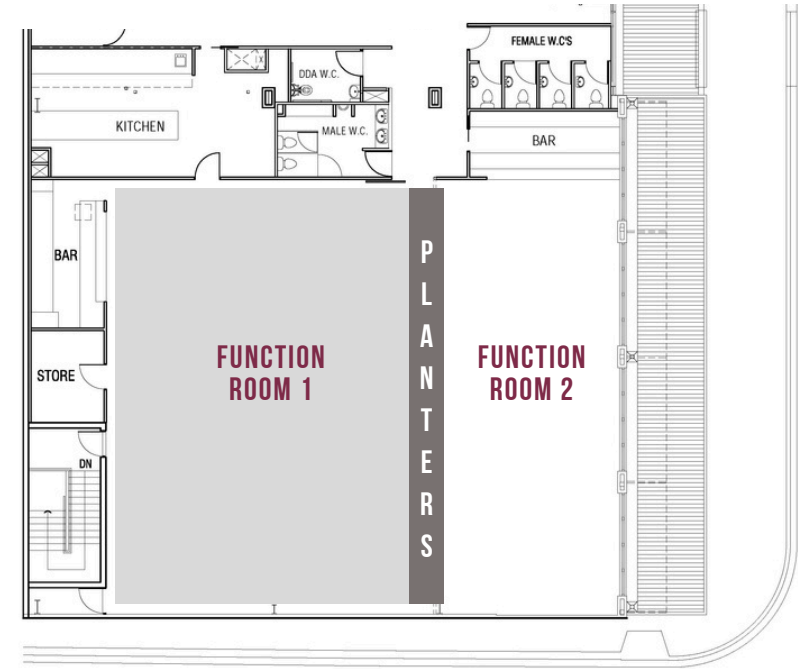 FEMALE W.C'S
DDA W.C.
KITCHEN
MALE W.C.
BAR
BAR
PLANTERS
FUNCTION
ROOM 1
FUNCTION
ROOM 2
STORE
DN